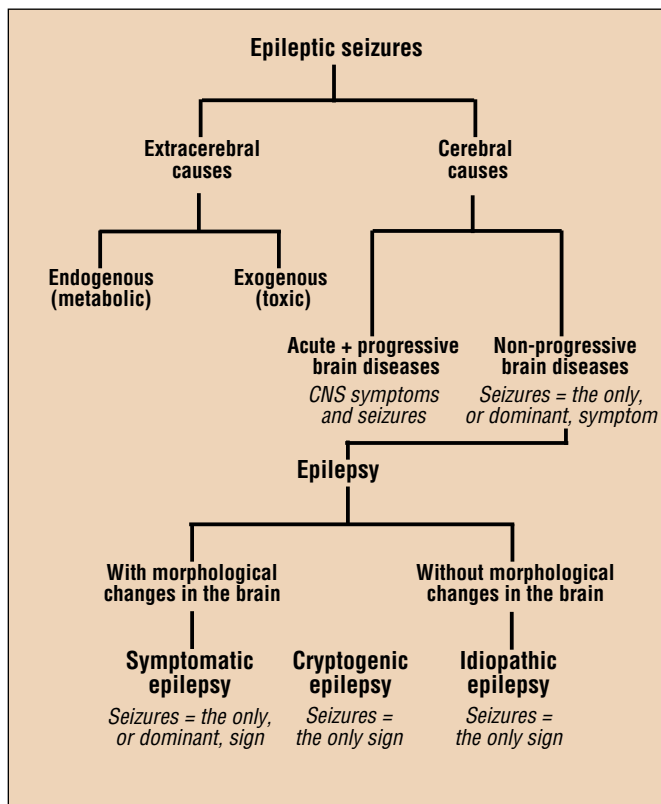 Epileptic seizures
Extracerebral
causes
Cerebral
causes
Endogenous
(metabolic)
Exogenous
(toxic)
Acute + progressive
brain diseases
CNS symptoms
and seizures
Non-progressive
brain diseases
Seizures = the only,
or dominant, symptom
Epilepsy
With morphological
changes in the brain
Without morphological
changes in the brain
Symptomatic
epilepsy
Seizures = the only,
or dominant, sign
Cryptogenic
epilepsy
Seizures =
the only sign
Idiopathic
epilepsy
Seizures =
the only sign